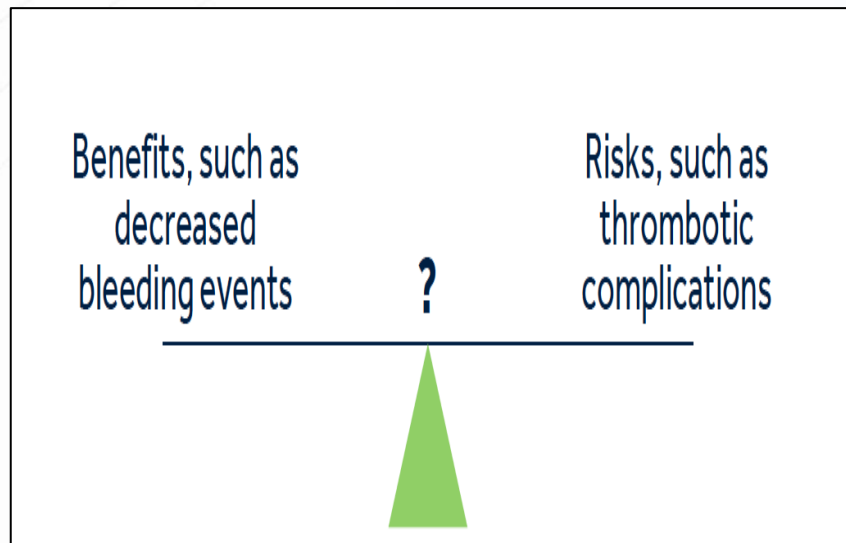 Benefits, such as
decreased
bleeding events
?
Risks, such as
thrombotic
complications